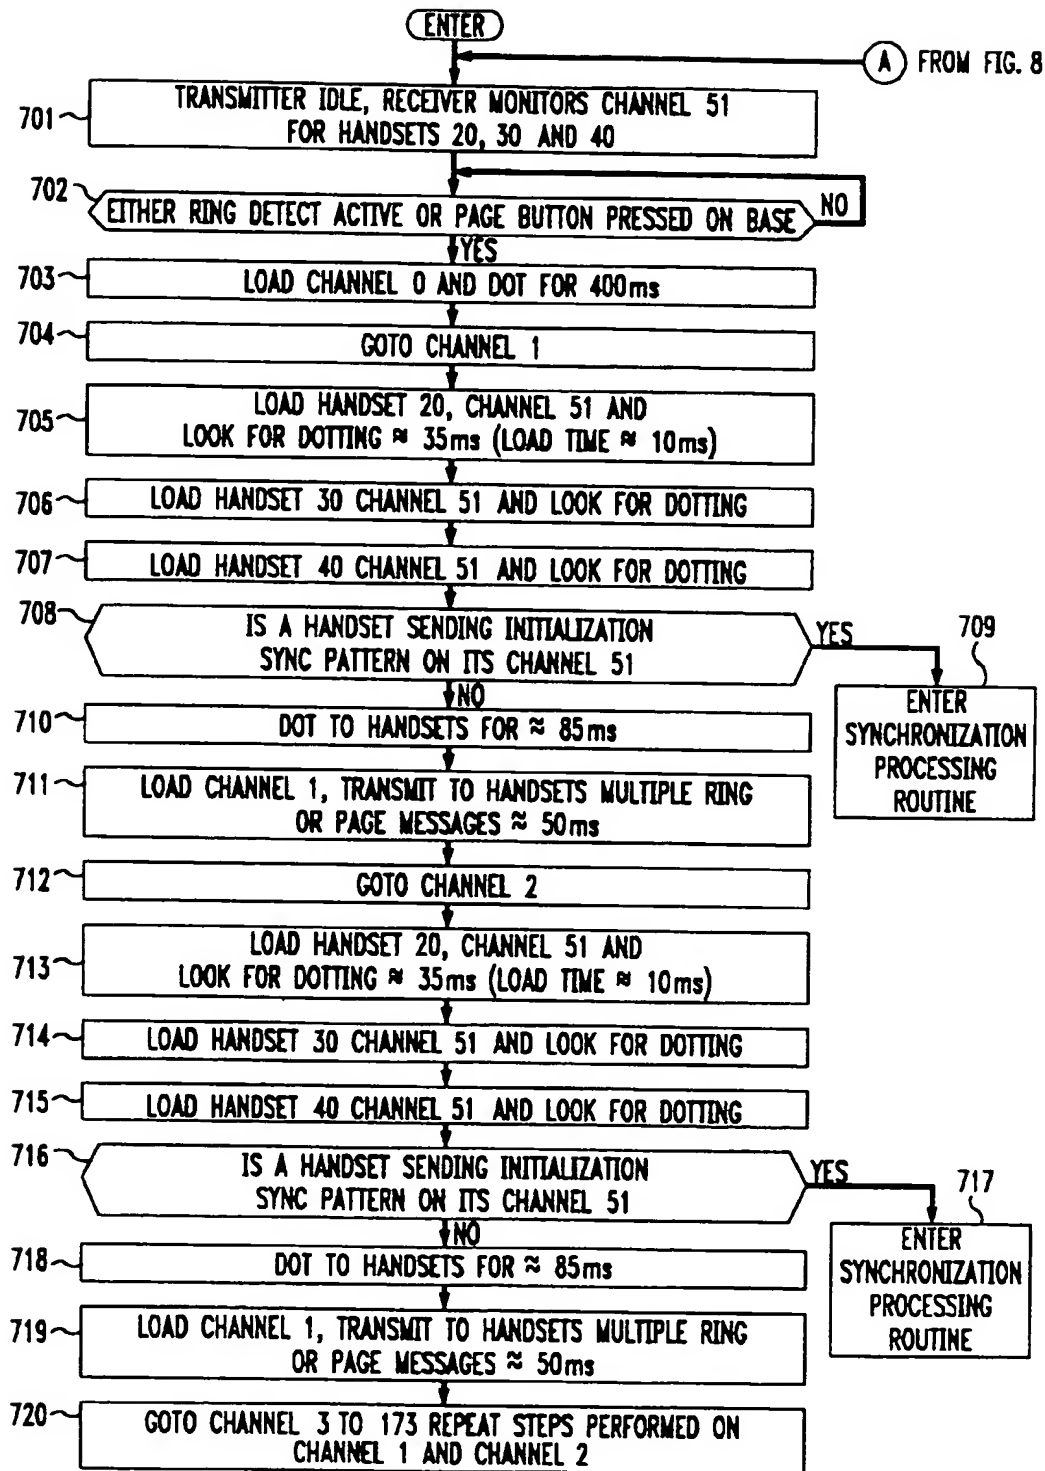 ENTER
A FROM FIG. 8
701
TRANSMITTER IDLE, RECEIVER MONITORS CHANNEL 51
FOR HANDSETS 20, 30 AND 40
702
EITHER RING DETECT ACTIVE OR PAGE BUTTON PRESSED ON BASE
NO
YES
703
LOAD CHANNEL 0 AND DOT FOR 400ms
704
GOTO CHANNEL 1
705
LOAD HANDSET 20, CHANNEL 51 AND
LOOK FOR DOTTING ≈ 35ms (LOAD TIME ≈ 10ms)
706
LOAD HANDSET 30 CHANNEL 51 AND LOOK FOR DOTTING
707
LOAD HANDSET 40 CHANNEL 51 AND LOOK FOR DOTTING
708
IS A HANDSET SENDING INITIALIZATION
SYNC PATTERN ON ITS CHANNEL 51
YES
709
ENTER
SYNCHRONIZATION
PROCESSING
ROUTINE
NO
710
DOT TO HANDSETS FOR ≈ 85ms
711
LOAD CHANNEL 1, TRANSMIT TO HANDSETS MULTIPLE RING
OR PAGE MESSAGES ≈ 50ms
712
GOTO CHANNEL 2
713
LOAD HANDSET 20, CHANNEL 51 AND
LOOK FOR DOTTING ≈ 35ms (LOAD TIME ≈ 10ms)
714
LOAD HANDSET 30 CHANNEL 51 AND LOOK FOR DOTTING
715
LOAD HANDSET 40 CHANNEL 51 AND LOOK FOR DOTTING
716
IS A HANDSET SENDING INITIALIZATION
SYNC PATTERN ON ITS CHANNEL 51
YES
717
ENTER
SYNCHRONIZATION
PROCESSING
ROUTINE
NO
718
DOT TO HANDSETS FOR ≈ 85ms
719
LOAD CHANNEL 1, TRANSMIT TO HANDSETS MULTIPLE RING
OR PAGE MESSAGES ≈ 50ms
720
GOTO CHANNEL 3 TO 173 REPEAT STEPS PERFORMED ON
CHANNEL 1 AND CHANNEL 2